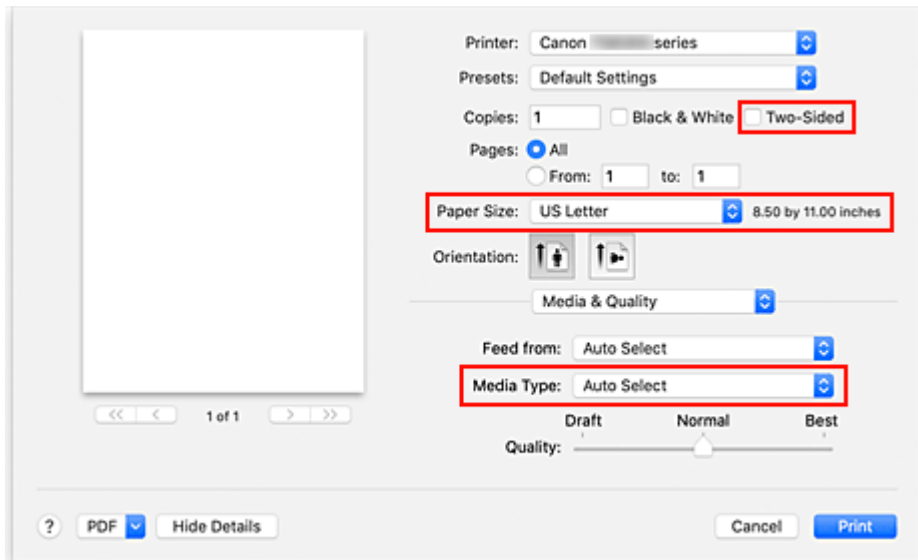 Printer: Canon series
Presets: Default Settings
Copies: 1 Black & White Two-Sided
Pages: All
From: 1 to: 1
Paper Size: US Letter 8.50 by 11.00 inches
Orientation:
Media & Quality
Feed from: Auto Select
Media Type: Auto Select
<< < 1 of 1 > >>
Draft Normal Best
Quality:
? PDF Hide Details Cancel Print